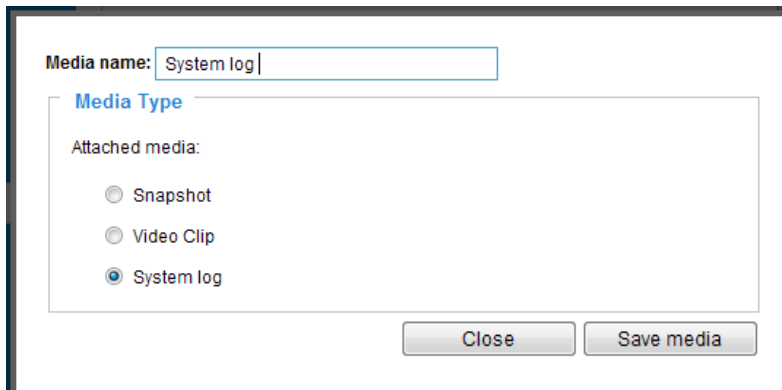 Media name: System log
Media Type
Attached media:
Snapshot
Video Clip
System log
Close Save media